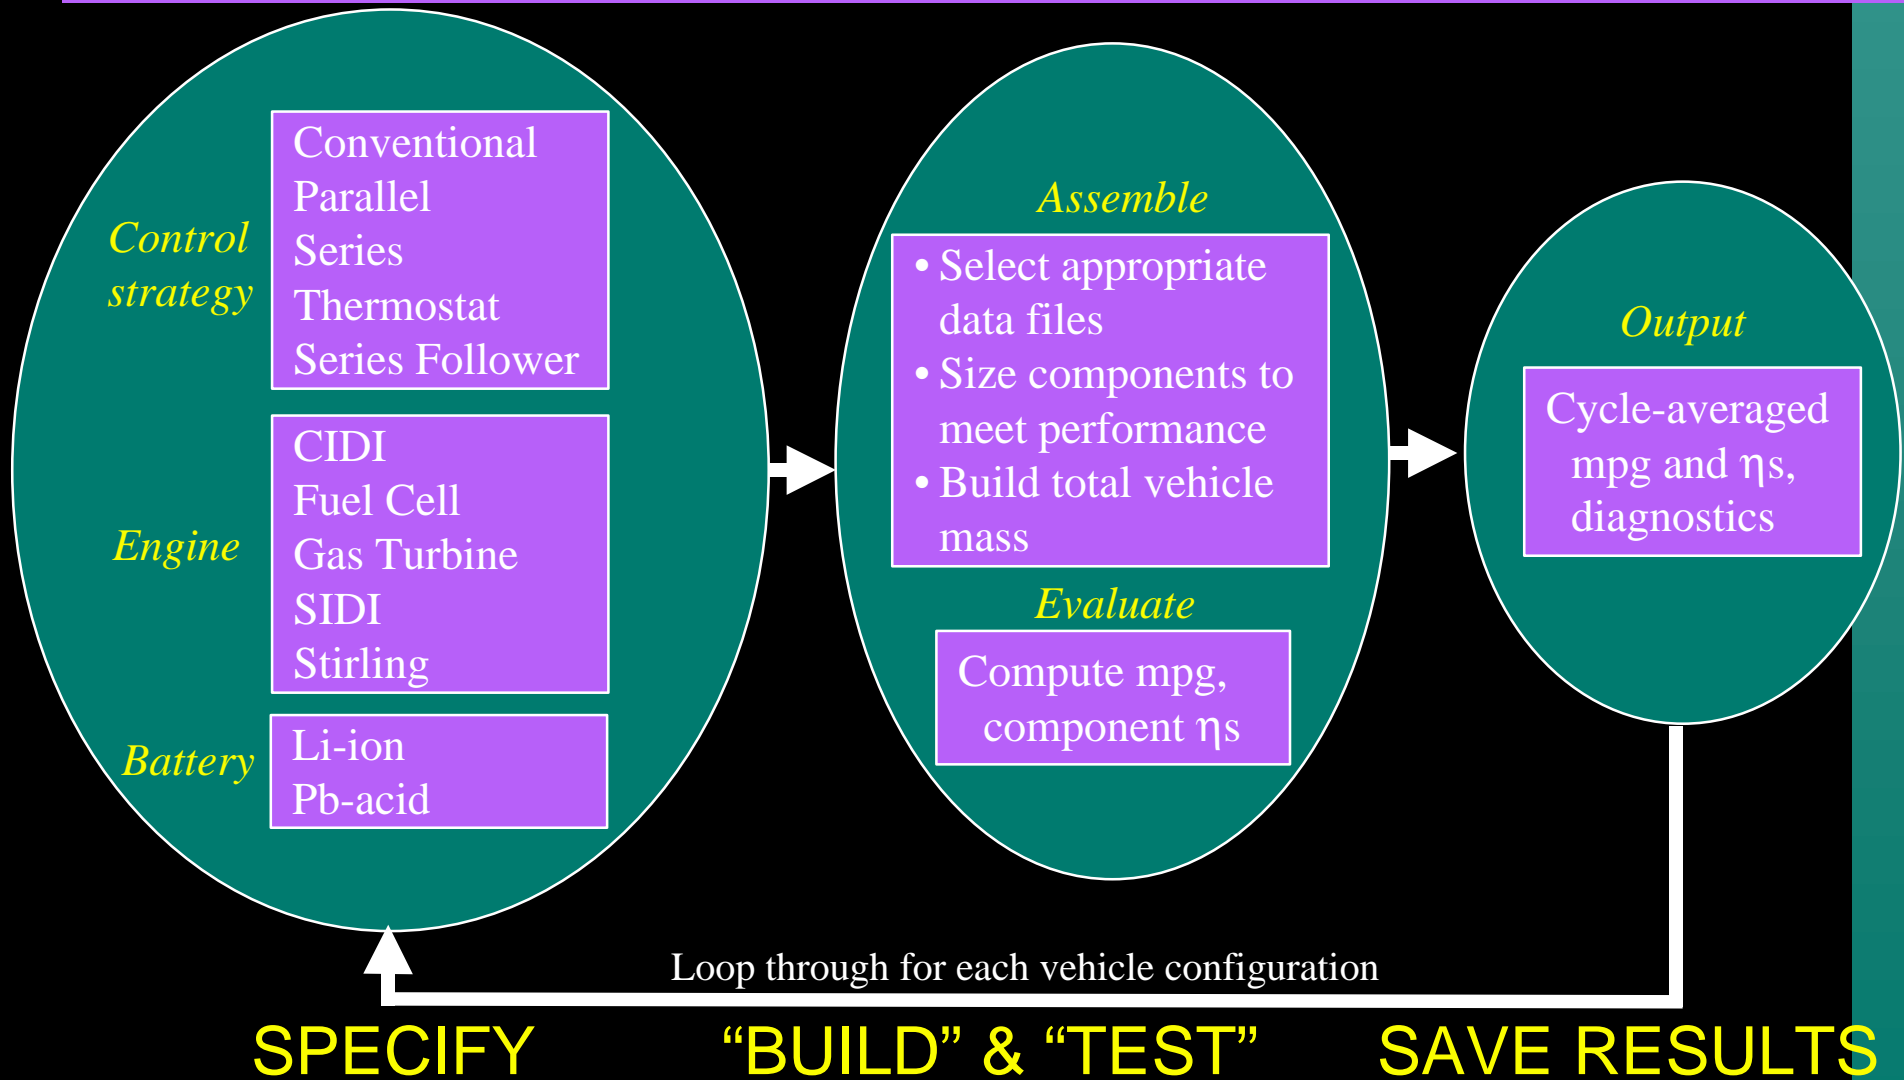 Control
strategy
Conventional
Parallel
Series
Thermostat
Series Follower
Engine
CIDI
Fuel Cell
Gas Turbine
SIDI
Stirling
Battery
Li-ion
Pb-acid
Assemble
• Select appropriate
data files
• Size components to
meet performance
• Build total vehicle
mass
Evaluate
Compute mpg,
component ηs
Output
Cycle-averaged
mpg and ηs,
diagnostics
Loop through for each vehicle configuration
SPECIFY
“BUILD” & “TEST”
SAVE RESULTS